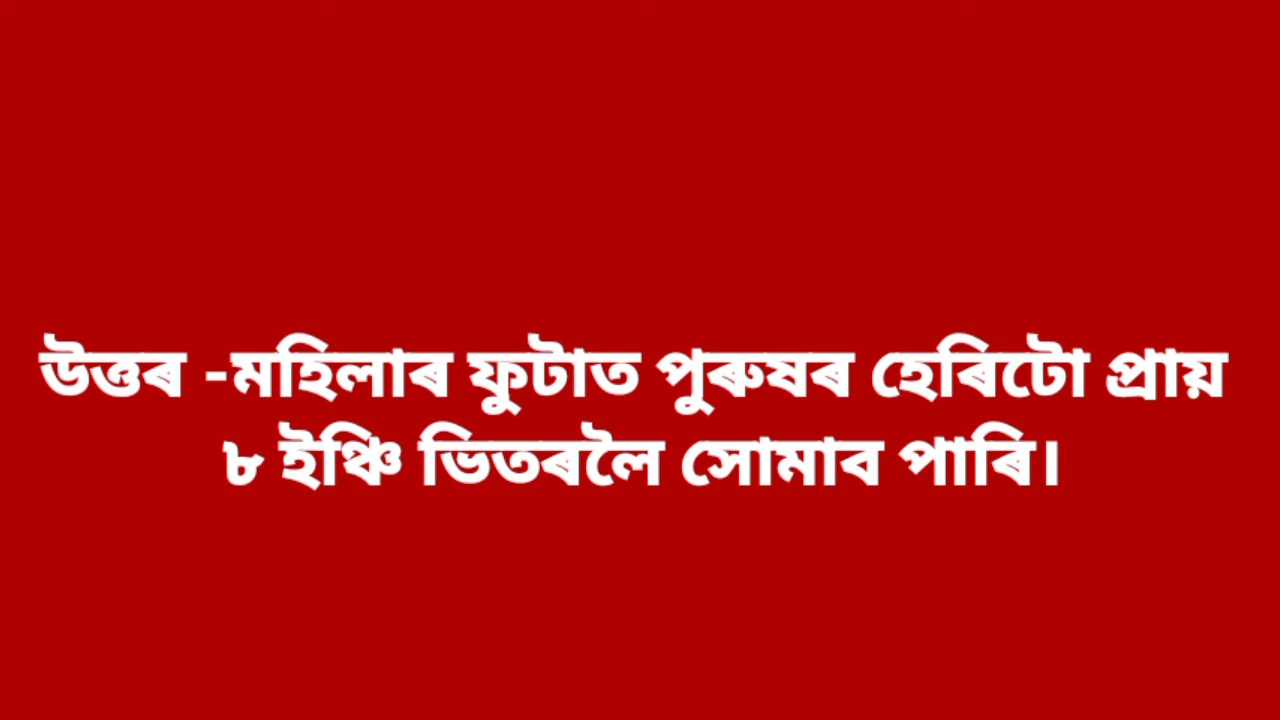 উত্তৰ -মহিলাৰ ফুটাত পুৰুষৰ হেৰিটো প্ৰায়
৮ ইঞ্চি ভিতৰলৈ সোমাব পাৰি।